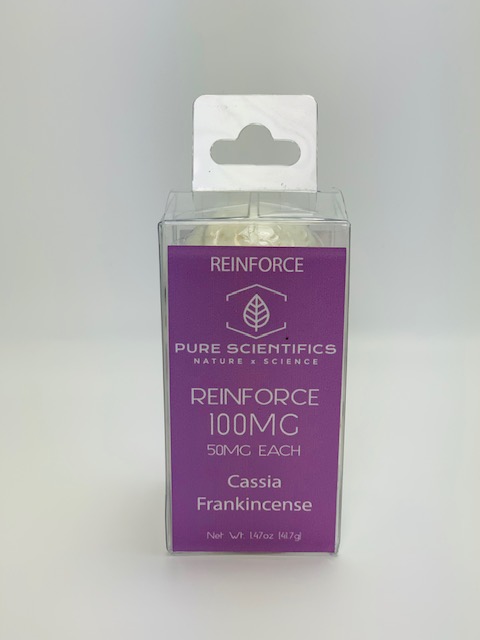 REINFORCE
PURE SCIENTIFICS
NATURE x SCIENCE
REINFORCE
100MG
50MG EACH
Cassia
Frankincense
Net Wt 1.47oz (41.7g)